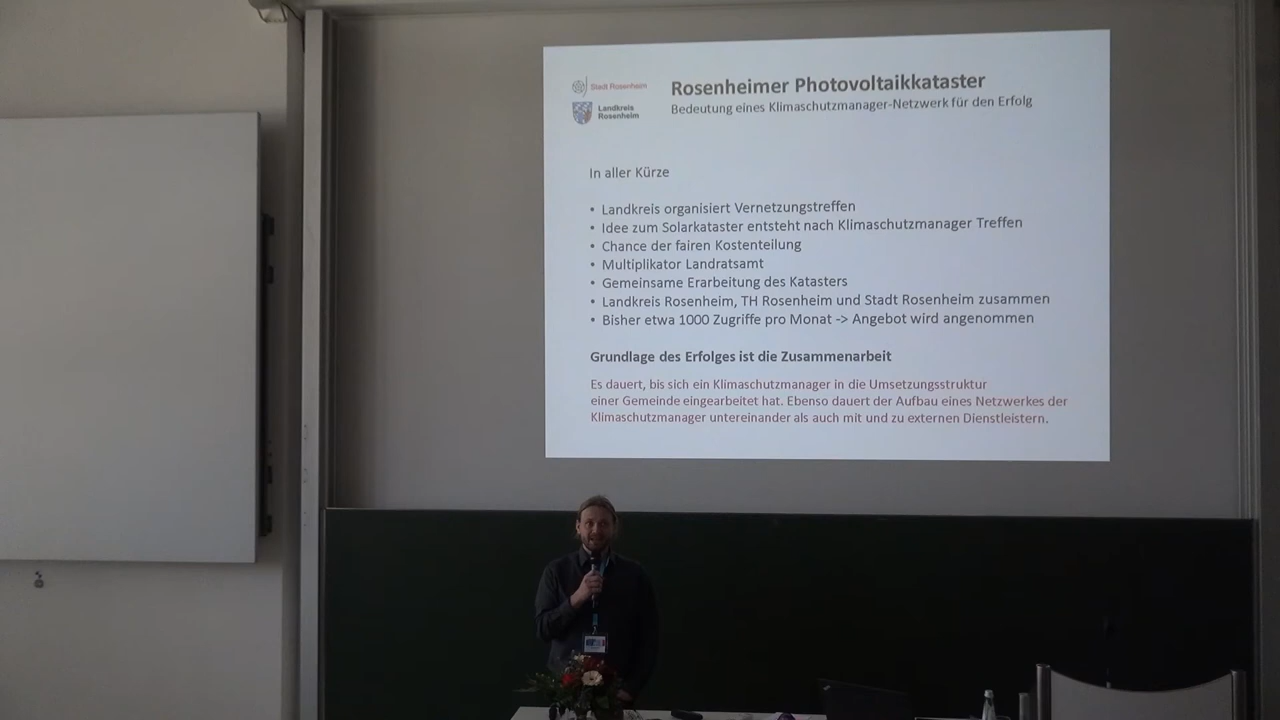 Stadt Rosenheim
Landkreis
Rosenheim
Rosenheimer Photovoltaikkataster
Bedeutung eines Klimaschutzmanager-Netzwerk für den Erfolg
In aller Kürze
• Landkreis organisiert Vernetzungstreffen
• Idee zum Solarkataster entsteht nach Klimaschutzmanager Treffen
• Chance der fairen Kostenteilung
• Multiplikator Landratsamt
• Gemeinsame Erarbeitung des Katasters
• Landkreis Rosenheim, TH Rosenheim und Stadt Rosenheim zusammen
• Bisher etwa 1000 Zugriffe pro Monat -> Angebot wird angenommen
Grundlage des Erfolges ist die Zusammenarbeit
Es dauert, bis sich ein Klimaschutzmanager in die Umsetzungsstruktur
einer Gemeinde eingearbeitet hat. Ebenso dauert der Aufbau eines Netzwerkes der
Klimaschutzmanager untereinander als auch mit und zu externen Dienstleistern.